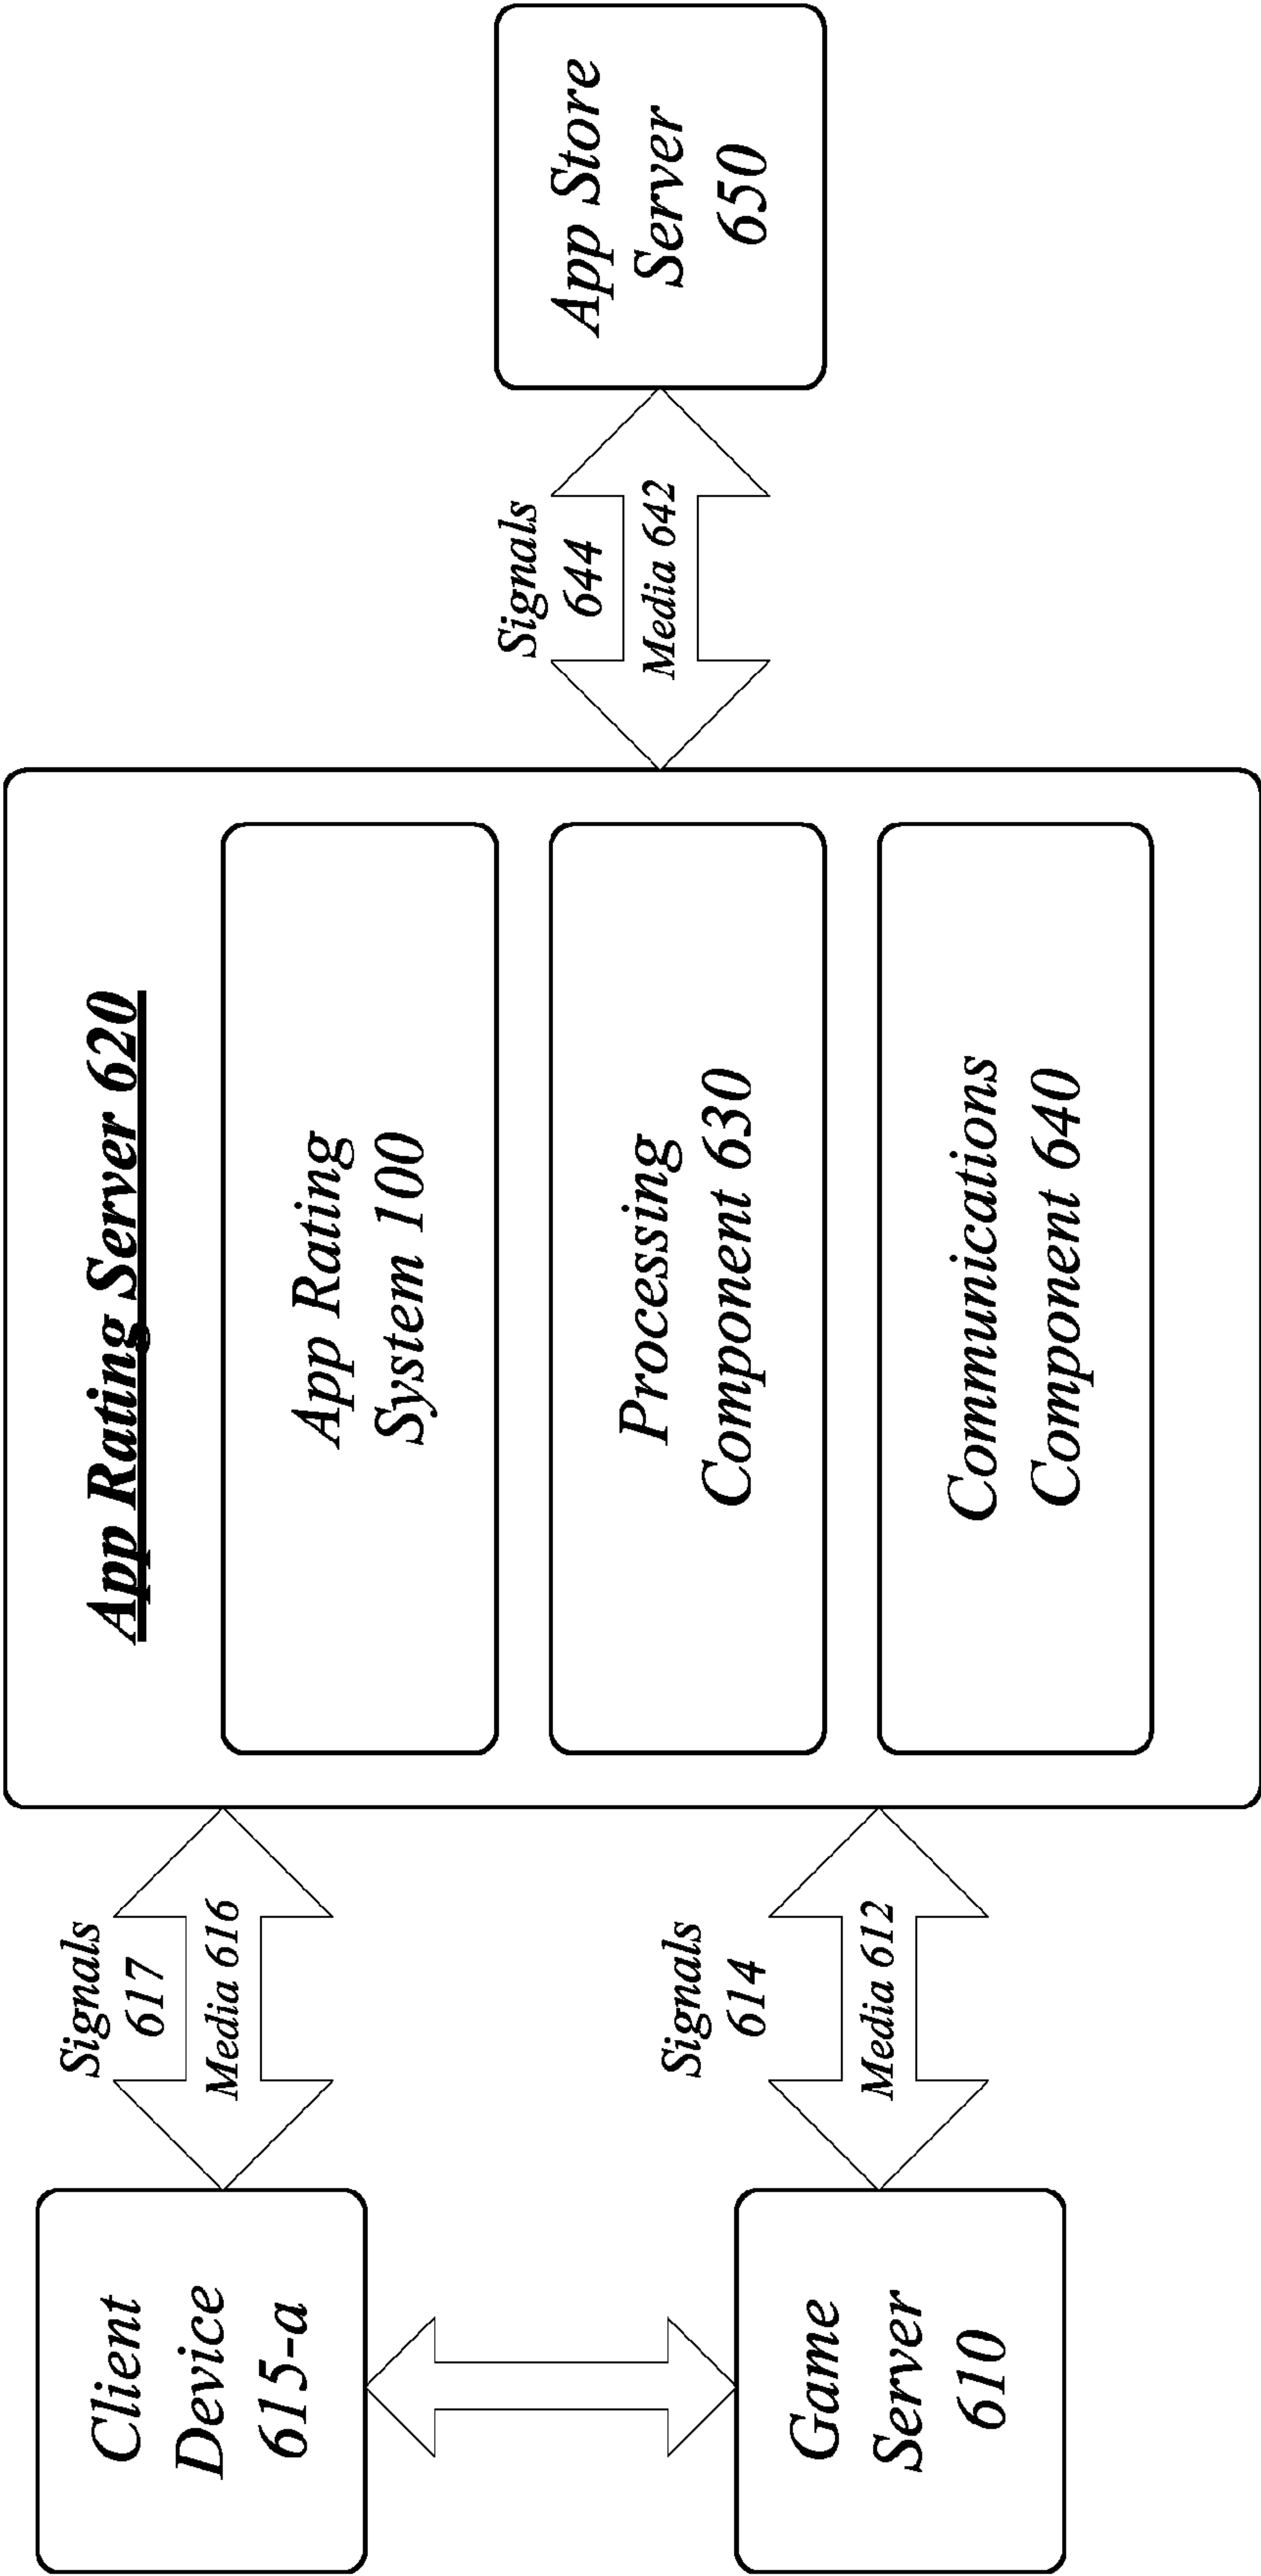 Client
Device
615-a
Signals
617
Media 616
Game
Server
610
Signals
614
Media 612
App Rating Server 620
App Rating
System 100
Processing
Component 630
Communications
Component 640
Signals
644
Media 642
App Store
Server
650